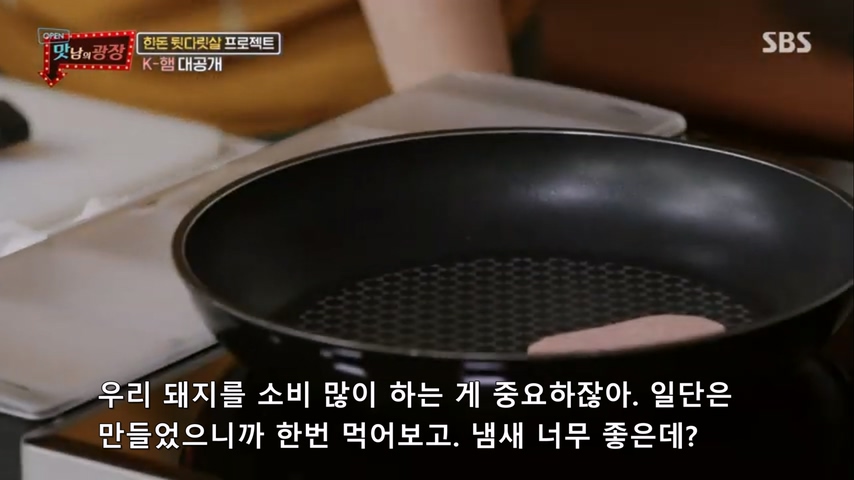 OPEN
맛남의 광장
한돈 뒷다릿살 프로젝트
K-햄 대공개
SBS
우리 돼지를 소비 많이 하는 게 중요하잖아. 일단은
만들었으니까 한번 먹어보고. 냄새 너무 좋은데?